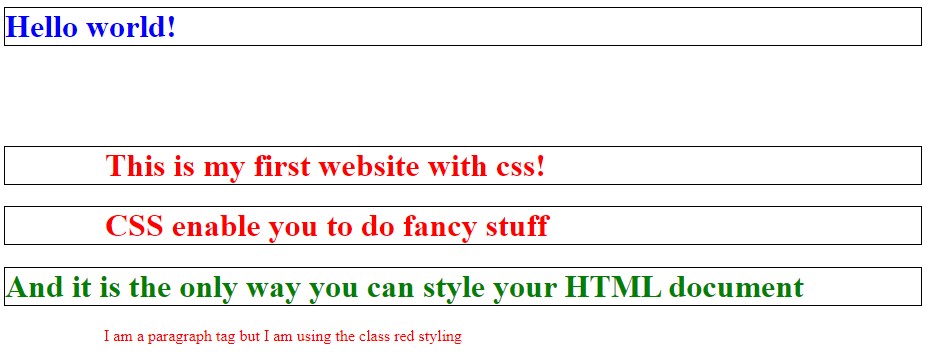 Hello world!
This is my first website with css!
CSS enable you to do fancy stuff
And it is the only way you can style your HTML document
I am a paragraph tag but I am using the class red styling